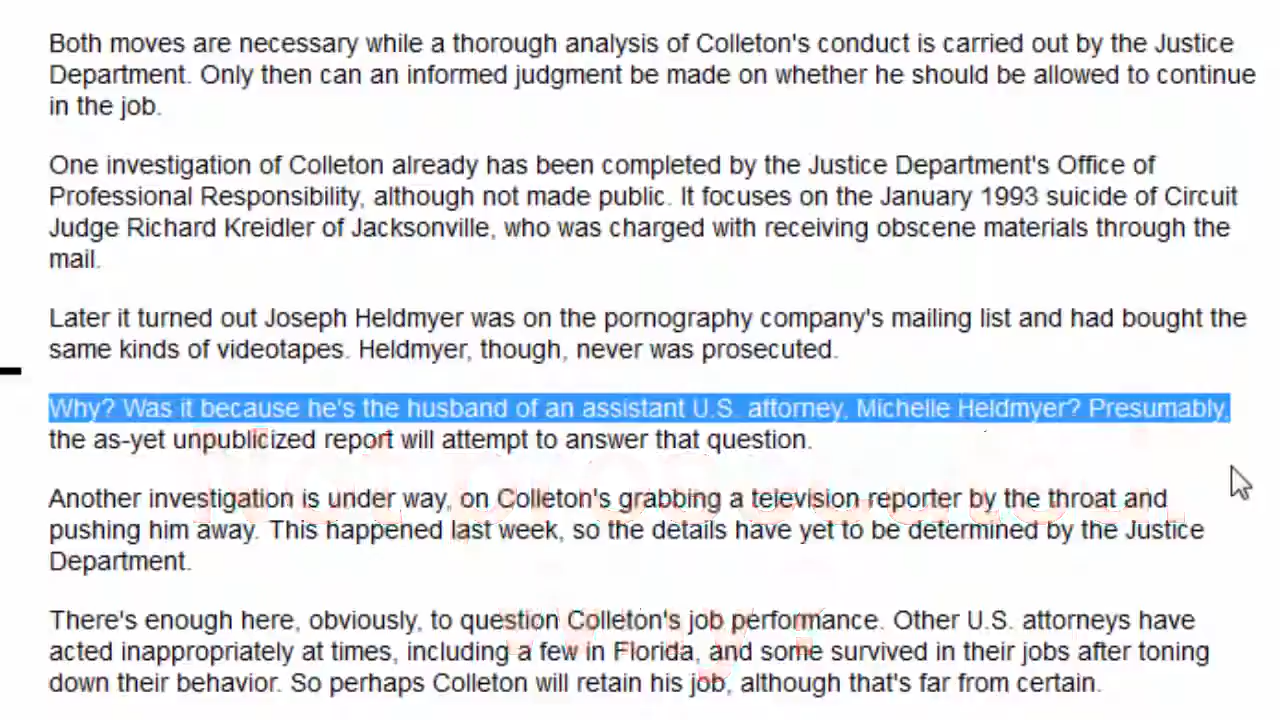 Both moves are necessary while a thorough analysis of Colleton's conduct is carried out by the Justice
Department. Only then can an informed judgment be made on whether he should be allowed to continue
in the job.
One investigation of Colleton already has been completed by the Justice Department's Office of
Professional Responsibility, although not made public. It focuses on the January 1993 suicide of Circuit
Judge Richard Kreidler of Jacksonville, who was charged with receiving obscene materials through the
mail.
Later it turned out Joseph Heldmyer was on the pornography company's mailing list and had bought the
same kinds of videotapes. Heldmyer, though, never was prosecuted.
Why? Was it because he's the husband of an assistant U.S. attorney, Michelle Heldmyer? Presumably,
the as-yet unpublicized report will attempt to answer that question.
Another investigation is under way, on Colleton's grabbing a television reporter by the throat and
pushing him away. This happened last week, so the details have yet to be determined by the Justice
Department.
There's enough here, obviously, to question Colleton's job performance. Other U.S. attorneys have
acted inappropriately at times, including a few in Florida, and some survived in their jobs after toning
down their behavior. So perhaps Colleton will retain his job, although that's far from certain.